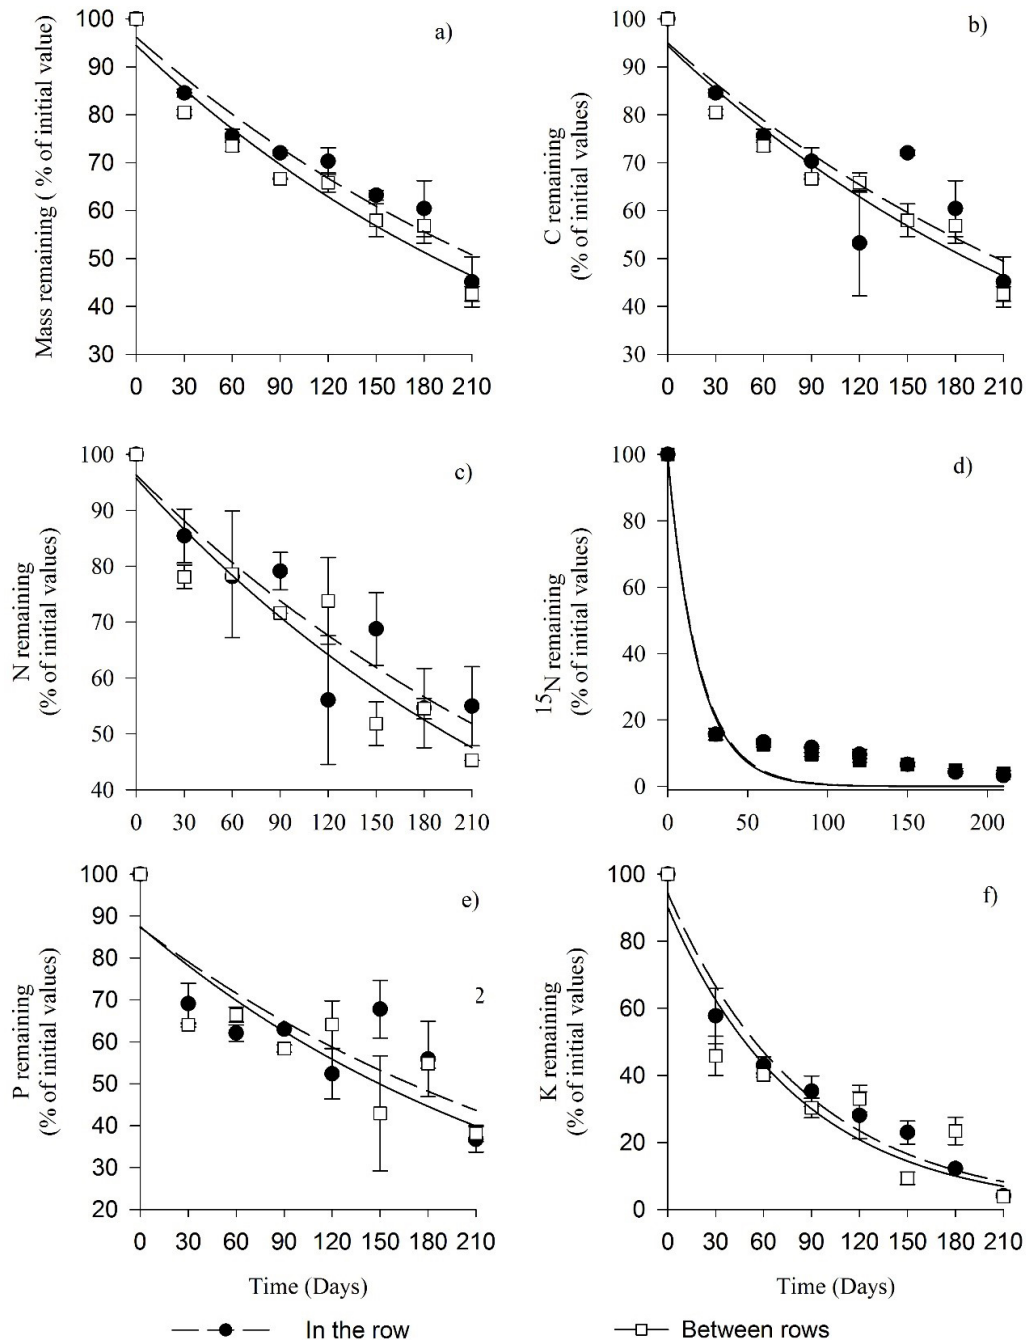 a)
Mass remaining ( % of initial value)
100
90
80
70
60
50
40
30
0 30 60 90 120 150 180 210
b)
C remaining
(% of initial values)
100
90
80
70
60
50
40
30
0 30 60 90 120 150 180 210
c)
N remaining
(% of initial values)
100
90
80
70
60
50
40
0 30 60 90 120 150 180 210
d)
15N remaining
(% of initial values)
100
80
60
40
20
0
0 50 100 150 200
e)
2
P remaining
(% of initial values)
100
90
80
70
60
50
40
30
20
0 30 60 90 120 150 180 210
Time (Days)
f)
K remaining
(% of initial values)
100
80
60
40
20
0
0 30 60 90 120 150 180 210
Time (Days)
In the row
Between rows